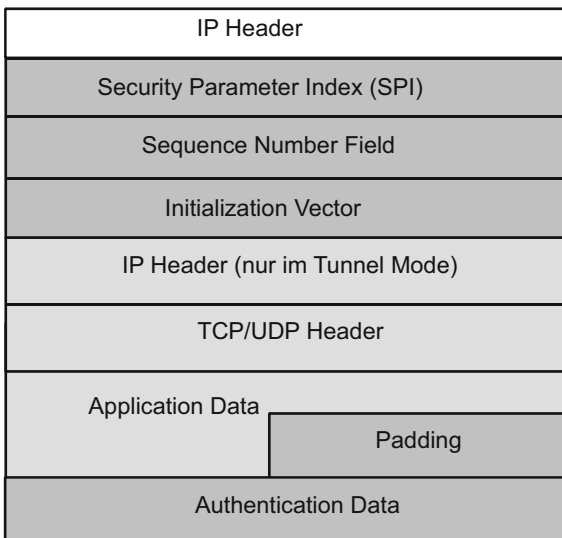 IP Header
Security Parameter Index (SPI)
Sequence Number Field
Initialization Vector
IP Header (nur im Tunnel Mode)
TCP/UDP Header
Application Data
Padding
Authentication Data